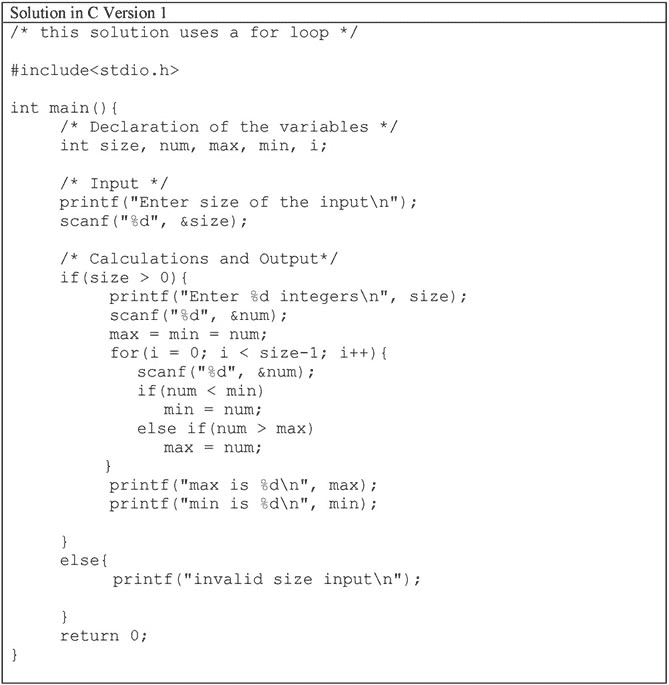 Solution in C Version 1
/* this solution uses a for loop */
#include<stdio.h>
int main(){
/* Declaration of the variables */
int size, num, max, min, i;
/* Input */
printf("Enter size of the input\n");
scanf("%d", &size);
/* Calculations and Output*/
if(size > 0){
printf("Enter %d integers\n", size);
scanf("%d", &num);
max = min = num;
for(i = 0; i < size-1; i++){
scanf("%d", &num);
if(num < min)
min = num;
else if(num > max)
max = num;
}
printf("max is %d\n", max);
printf("min is %d\n", min);
}
else{
printf("invalid size input\n");
}
return 0;
}